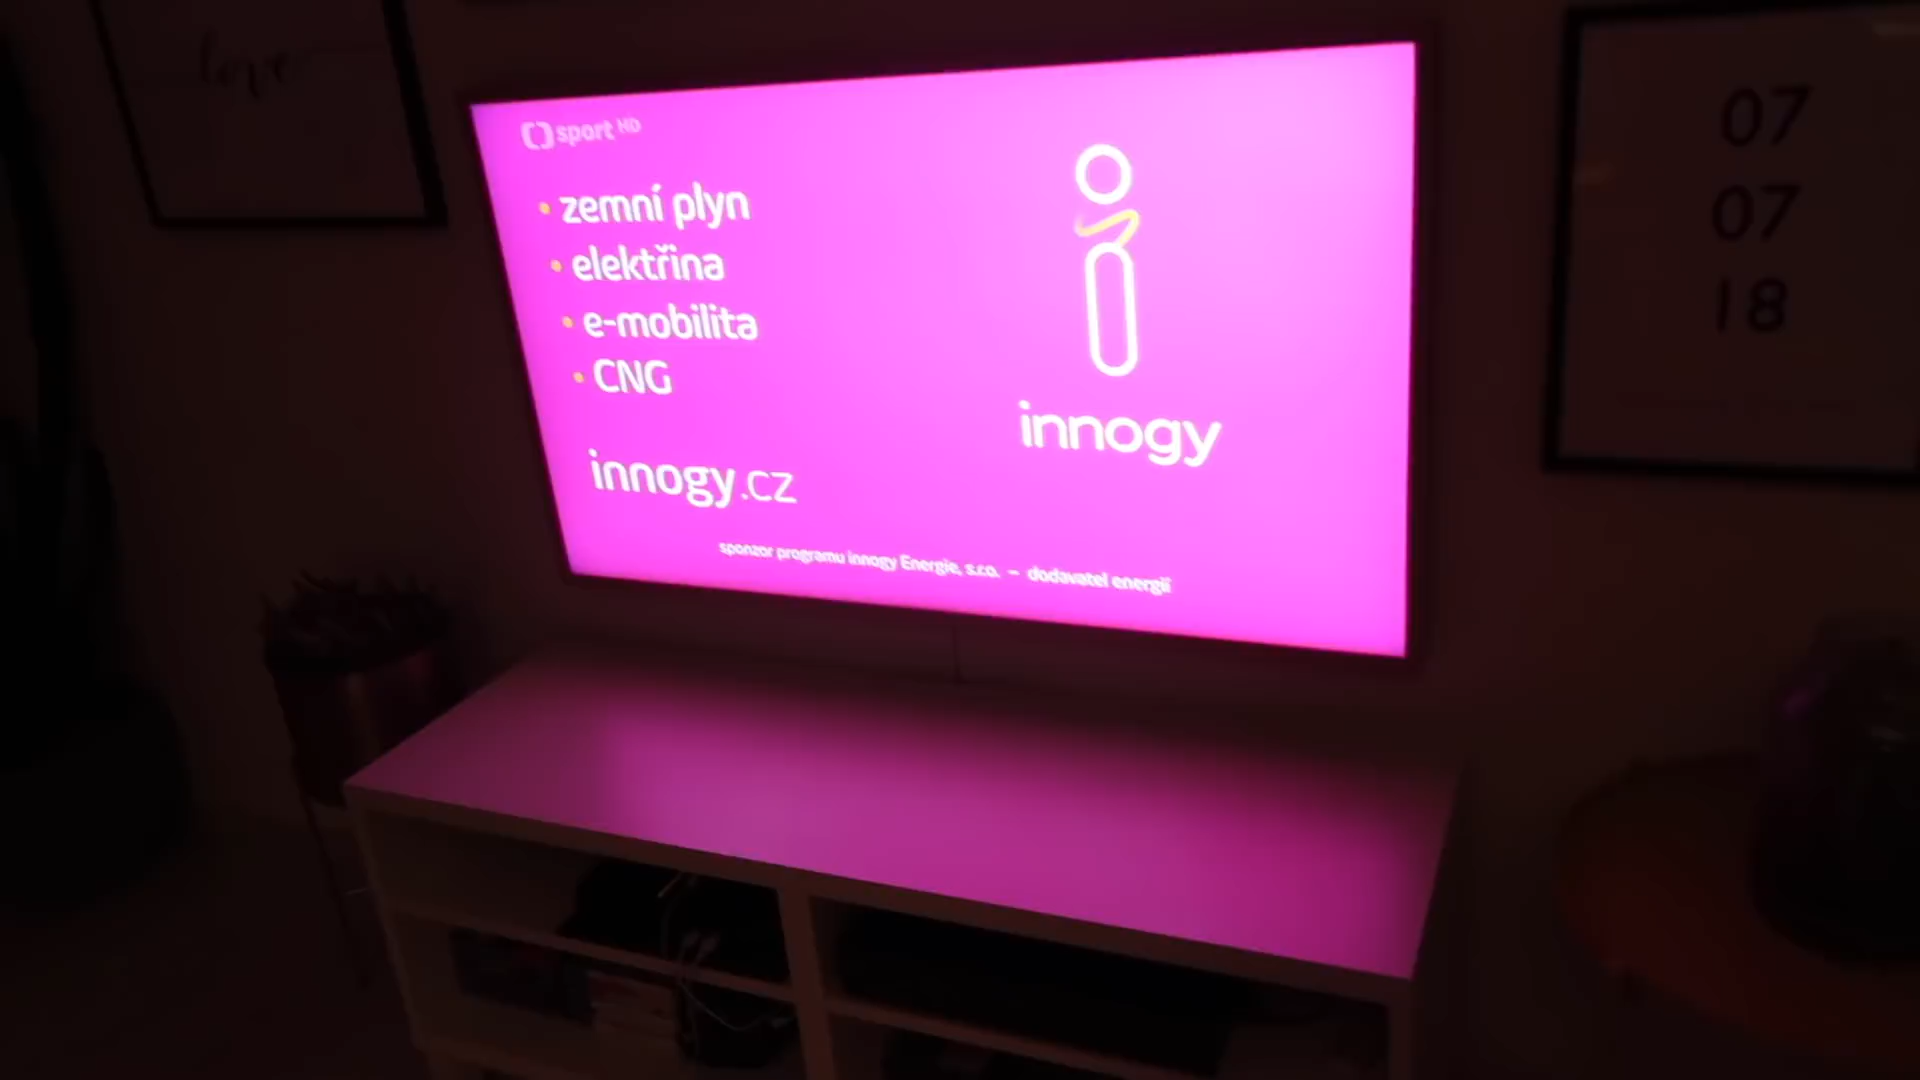 love
sport HD
• zemní plyn
• elektřina
• e-mobilita
• CNG
innogy.cz
innogy
sponzor programu innogy Energie, s.r.o. – dodavatel energií
07
07
18